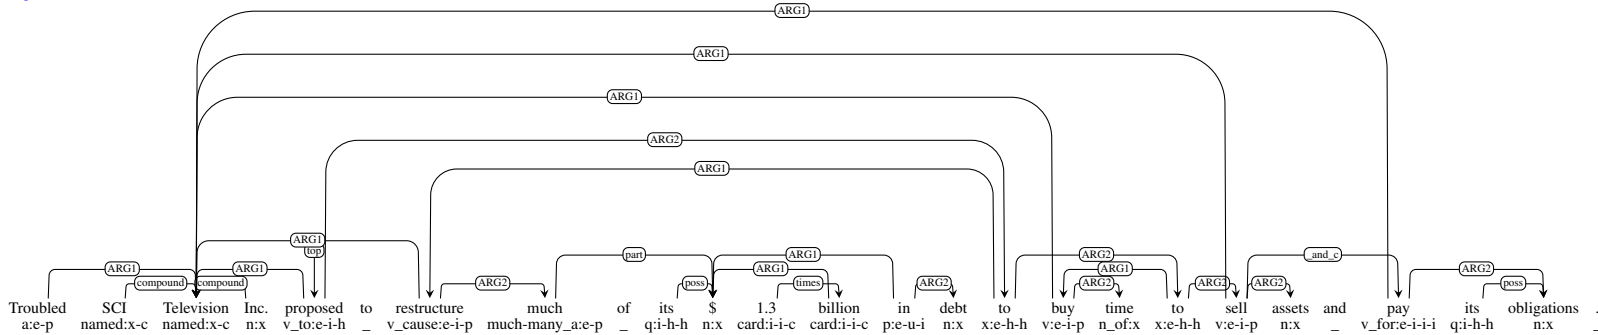 ARG1
ARG1
ARG1
ARG2
ARG1
ARG1 top part ARG1 ARG2 _and_c
ARG1 ARG1 ARG1 ARG1 ARG2
compound compound ARG2 poss times ARG2 ARG2 ARG2 ARG2 poss
Troubled SCI Television Inc. proposed to restructure much of its $ 1.3 billion in debt to buy time to sell assets and pay its obligations .
a:e-p named:x-c named:x-c n:x v_to:e-i-h _ v_cause:e-i-p much-many_a:e-p _ q:i-h-h n:x card:i-i-c card:i-i-c p:e-u-i n:x x:e-h-h v:e-i-p n_of:x x:e-h-h v:e-i-p n:x _ v_for:e-i-i-i q:i-h-h n:x _